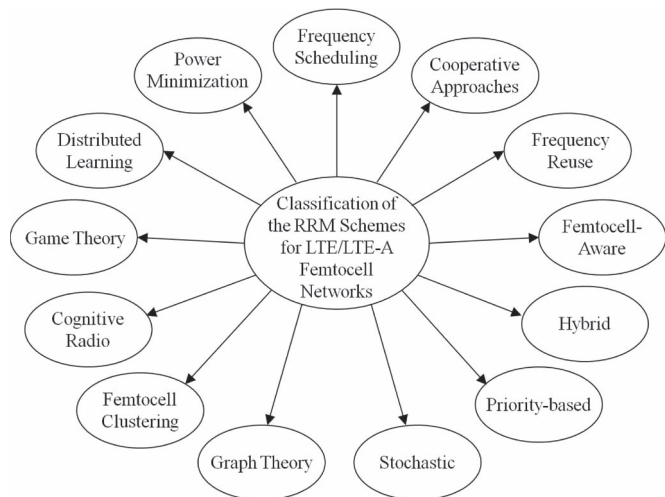 Frequency
Scheduling
Cooperative
Approaches
Frequency
Reuse
Femtocell-
Aware
Hybrid
Priority-based
Stochastic
Graph Theory
Femtocell
Clustering
Cognitive
Radio
Game Theory
Distributed
Learning
Power
Minimization
Classification of
the RRM Schemes
for LTE/LTE-A
Femtocell
Networks